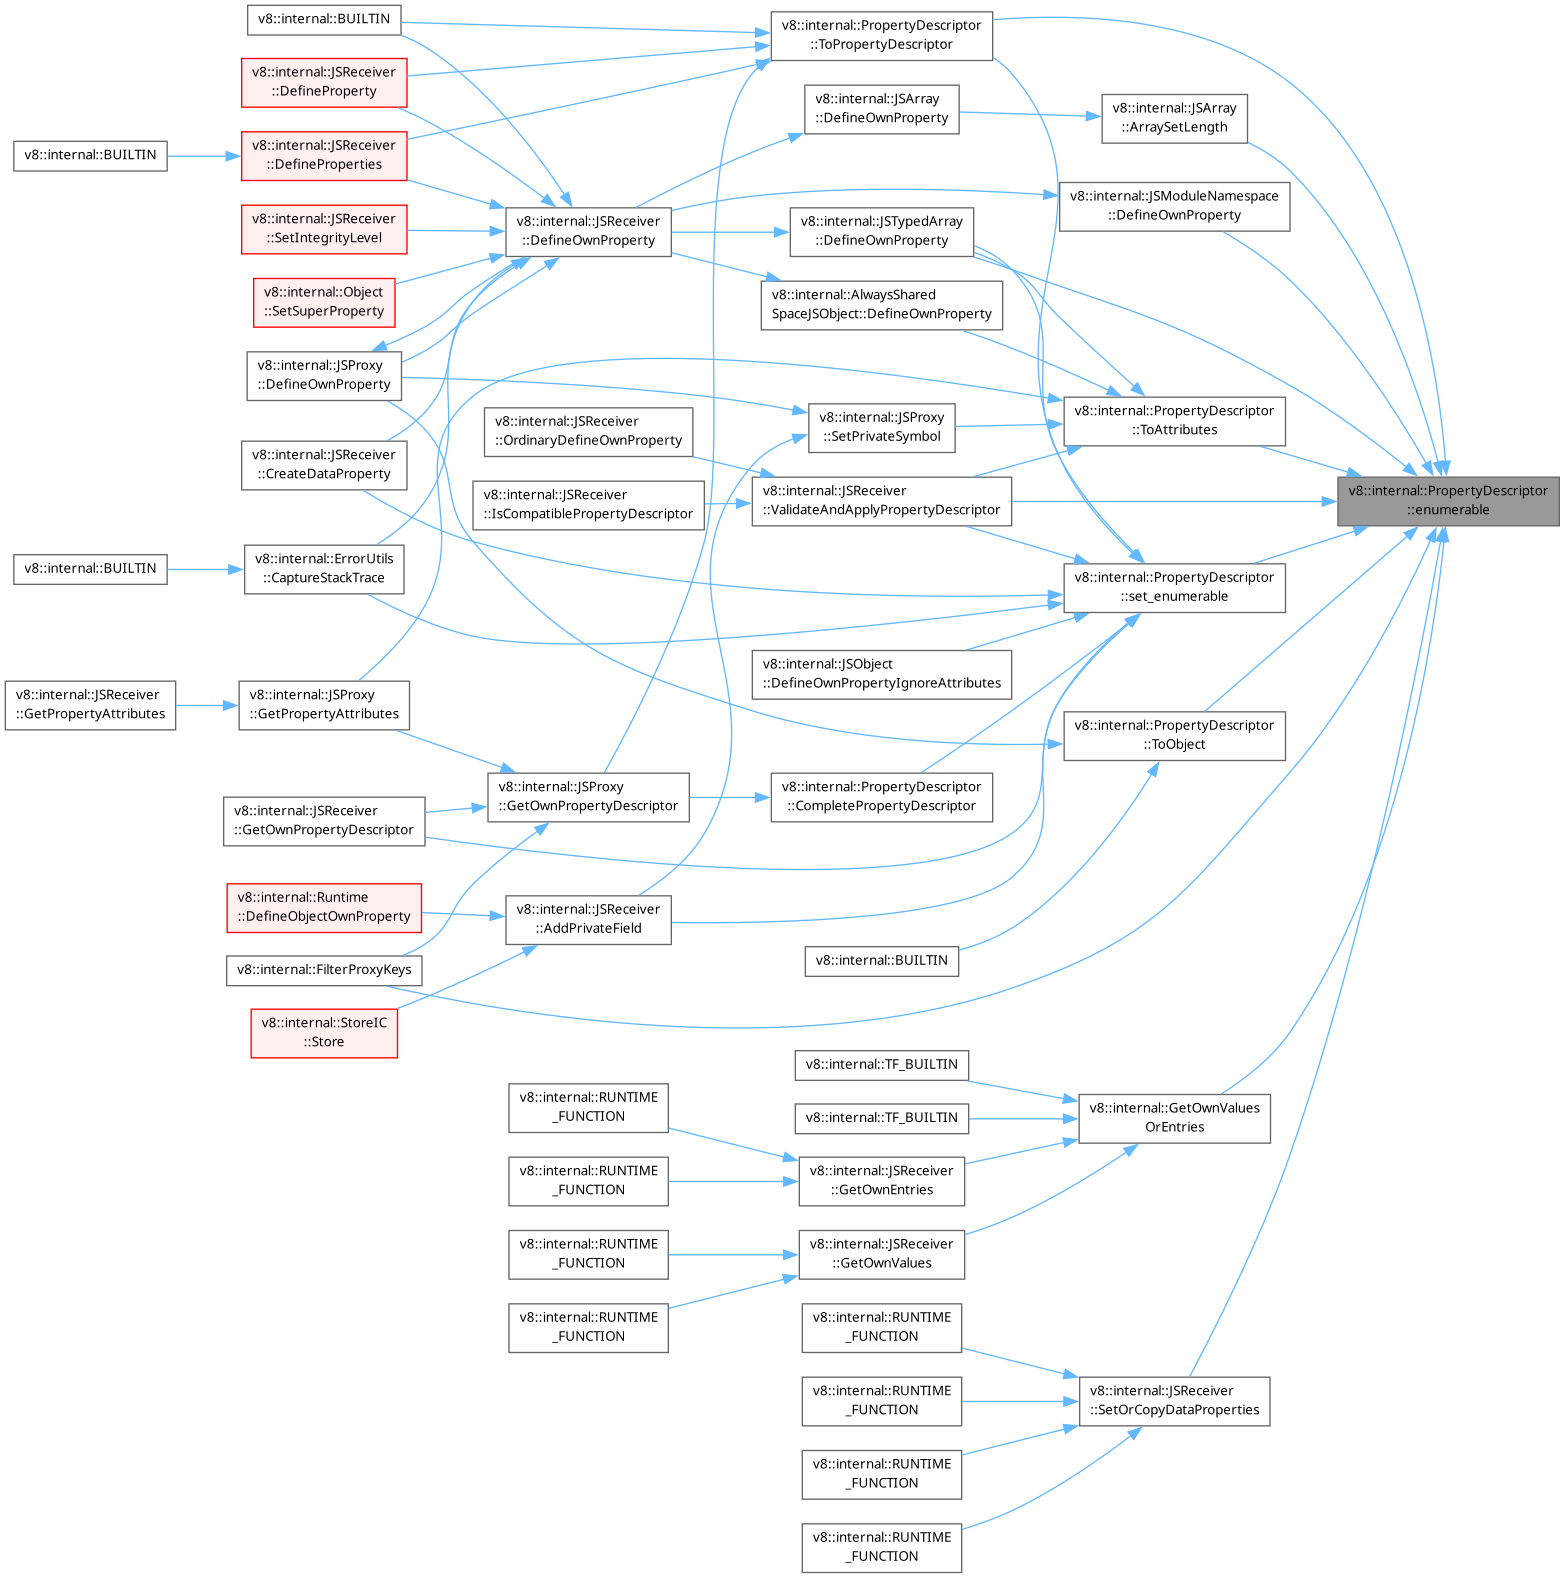 v8::internal::BUILTIN
v8::internal::PropertyDescriptor
::ToPropertyDescriptor
v8::internal::JSReceiver
::DefineProperty
v8::internal::JSArray
::DefineOwnProperty
v8::internal::JSArray
::ArraySetLength
v8::internal::BUILTIN
v8::internal::JSReceiver
::DefineProperties
v8::internal::JSModuleNamespace
::DefineOwnProperty
v8::internal::JSReceiver
::SetIntegrityLevel
v8::internal::JSReceiver
::DefineOwnProperty
v8::internal::JSTypedArray
::DefineOwnProperty
v8::internal::Object
::SetSuperProperty
v8::internal::AlwaysShared
SpaceJSObject::DefineOwnProperty
v8::internal::JSProxy
::DefineOwnProperty
v8::internal::JSReceiver
::OrdinaryDefineOwnProperty
v8::internal::JSProxy
::SetPrivateSymbol
v8::internal::PropertyDescriptor
::ToAttributes
v8::internal::JSReceiver
::CreateDataProperty
v8::internal::JSReceiver
::IsCompatiblePropertyDescriptor
v8::internal::JSReceiver
::ValidateAndApplyPropertyDescriptor
v8::internal::PropertyDescriptor
::enumerable
v8::internal::BUILTIN
v8::internal::ErrorUtils
::CaptureStackTrace
v8::internal::PropertyDescriptor
::set_enumerable
v8::internal::JSObject
::DefineOwnPropertyIgnoreAttributes
v8::internal::JSReceiver
::GetPropertyAttributes
v8::internal::JSProxy
::GetPropertyAttributes
v8::internal::PropertyDescriptor
::ToObject
v8::internal::JSProxy
::GetOwnPropertyDescriptor
v8::internal::PropertyDescriptor
::CompletePropertyDescriptor
v8::internal::JSReceiver
::GetOwnPropertyDescriptor
v8::internal::Runtime
::DefineObjectOwnProperty
v8::internal::JSReceiver
::AddPrivateField
v8::internal::BUILTIN
v8::internal::FilterProxyKeys
v8::internal::StoreIC
::Store
v8::internal::TF_BUILTIN
v8::internal::RUNTIME
_FUNCTION
v8::internal::TF_BUILTIN
v8::internal::GetOwnValues
OrEntries
v8::internal::RUNTIME
_FUNCTION
v8::internal::JSReceiver
::GetOwnEntries
v8::internal::RUNTIME
_FUNCTION
v8::internal::JSReceiver
::GetOwnValues
v8::internal::RUNTIME
_FUNCTION
v8::internal::RUNTIME
_FUNCTION
v8::internal::RUNTIME
_FUNCTION
v8::internal::JSReceiver
::SetOrCopyDataProperties
v8::internal::RUNTIME
_FUNCTION
v8::internal::RUNTIME
_FUNCTION